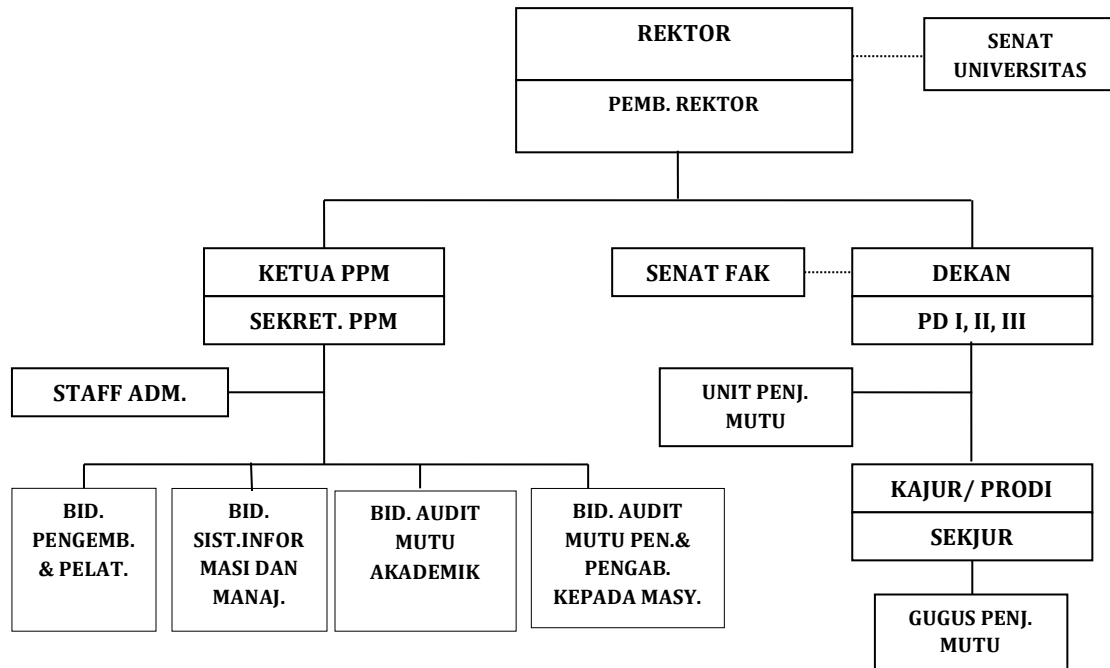 REKTOR
SENAT
UNIVERSITAS
PEMB. REKTOR
KETUA PPM
SENAT FAK
DEKAN
SEKRET. PPM
PD I, II, III
STAFF ADM.
UNIT PENJ.
MUTU
KAJUR/ PRODI
SEKJUR
BID.
PENGEMB.
& PELAT.
BID.
SIST.INFOR
MASI DAN
MANAJ.
BID. AUDIT
MUTU
AKADEMIK
BID. AUDIT
MUTU PEN.&
PENGAB.
KEPADA MASY.
GUGUS PENJ.
MUTU